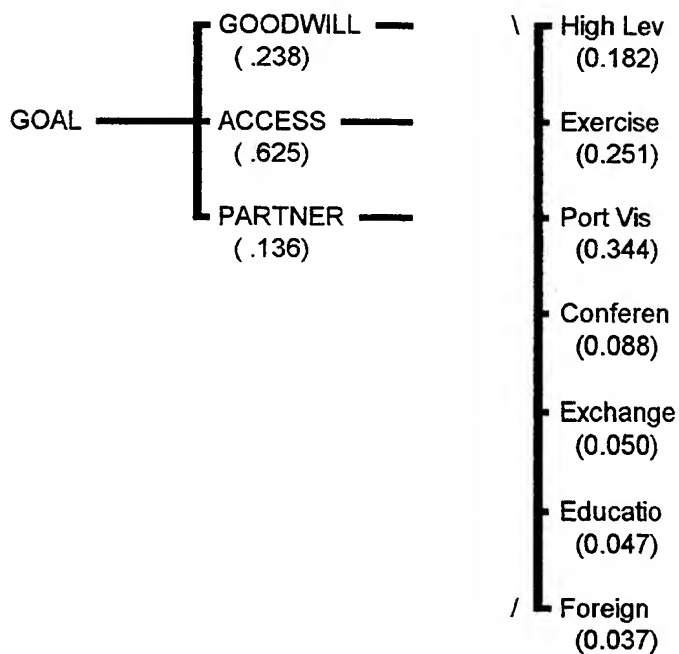 GOAL
GOODWILL
( .238)
ACCESS
( .625)
PARTNER
( .136)
\
/
High Lev
(0.182)
Exercise
(0.251)
Port Vis
(0.344)
Conferen
(0.088)
Exchange
(0.050)
Educatio
(0.047)
Foreign
(0.037)